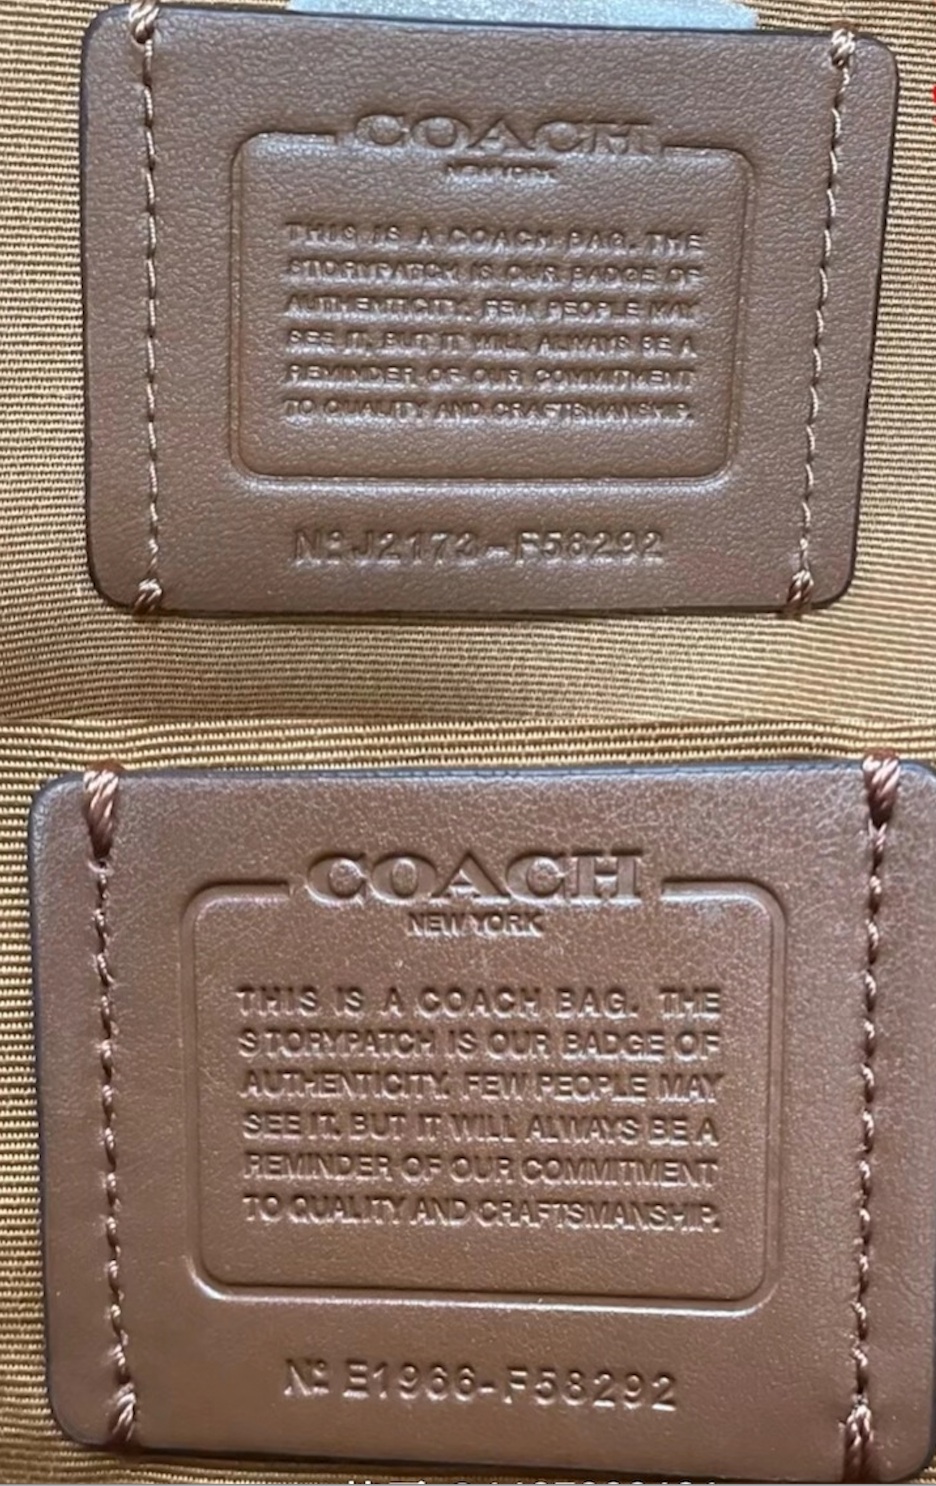 COACH
NEW YORK
THIS IS A COACH BAG. THE
STORYPATCH IS OUR BADGE OF
AUTHENTICITY. FEW PEOPLE MAY
SEE IT, BUT IT WILL ALWAYS BE A
REMINDER OF OUR COMMITMENT
TO QUALITY AND CRAFTSMANSHIP.
Nº J2173-F58292
COACH
NEW YORK
THIS IS A COACH BAG. THE
STORYPATCH IS OUR BADGE OF
AUTHENTICITY. FEW PEOPLE MAY
SEE IT, BUT IT WILL ALWAYS BE A
REMINDER OF OUR COMMITMENT
TO QUALITY AND CRAFTSMANSHIP.
Nº E1966-F58292